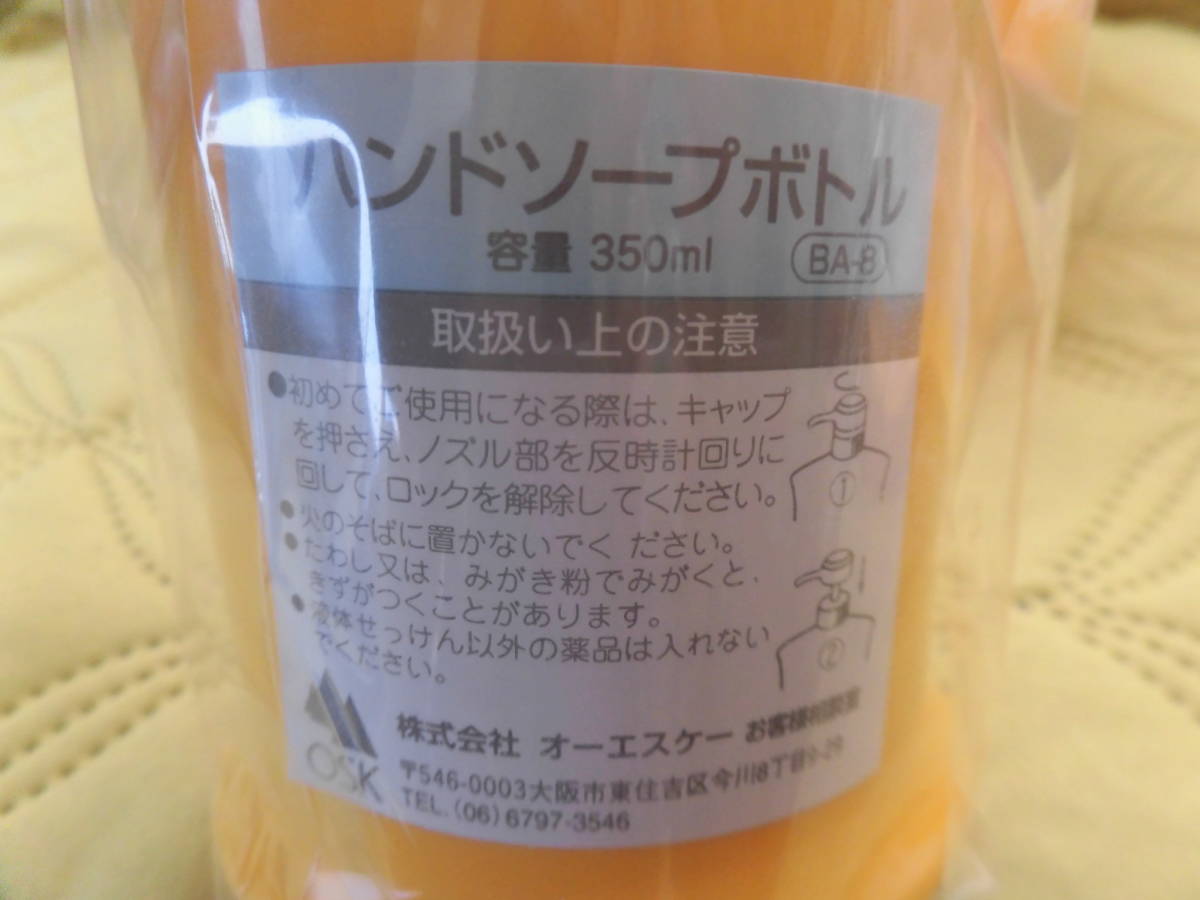 ハンドソープボトル
容量 350ml BA-8
取扱い上の注意
●初めてご使用になる際は、キャップ
を押さえ、ノズル部を反時計回りに
回して、ロックを解除してください。
●火のそばに置かないでください。
●たわし又は、みがき粉でみがくと、
きずがつくことがあります。
●液体せっけん以外の薬品は入れない
でください。
①
②
OSK
株式会社 オーエスケー お客様相談室
〒546-0003大阪市東住吉区今川8丁目9-29
TEL.(06)6797-3546